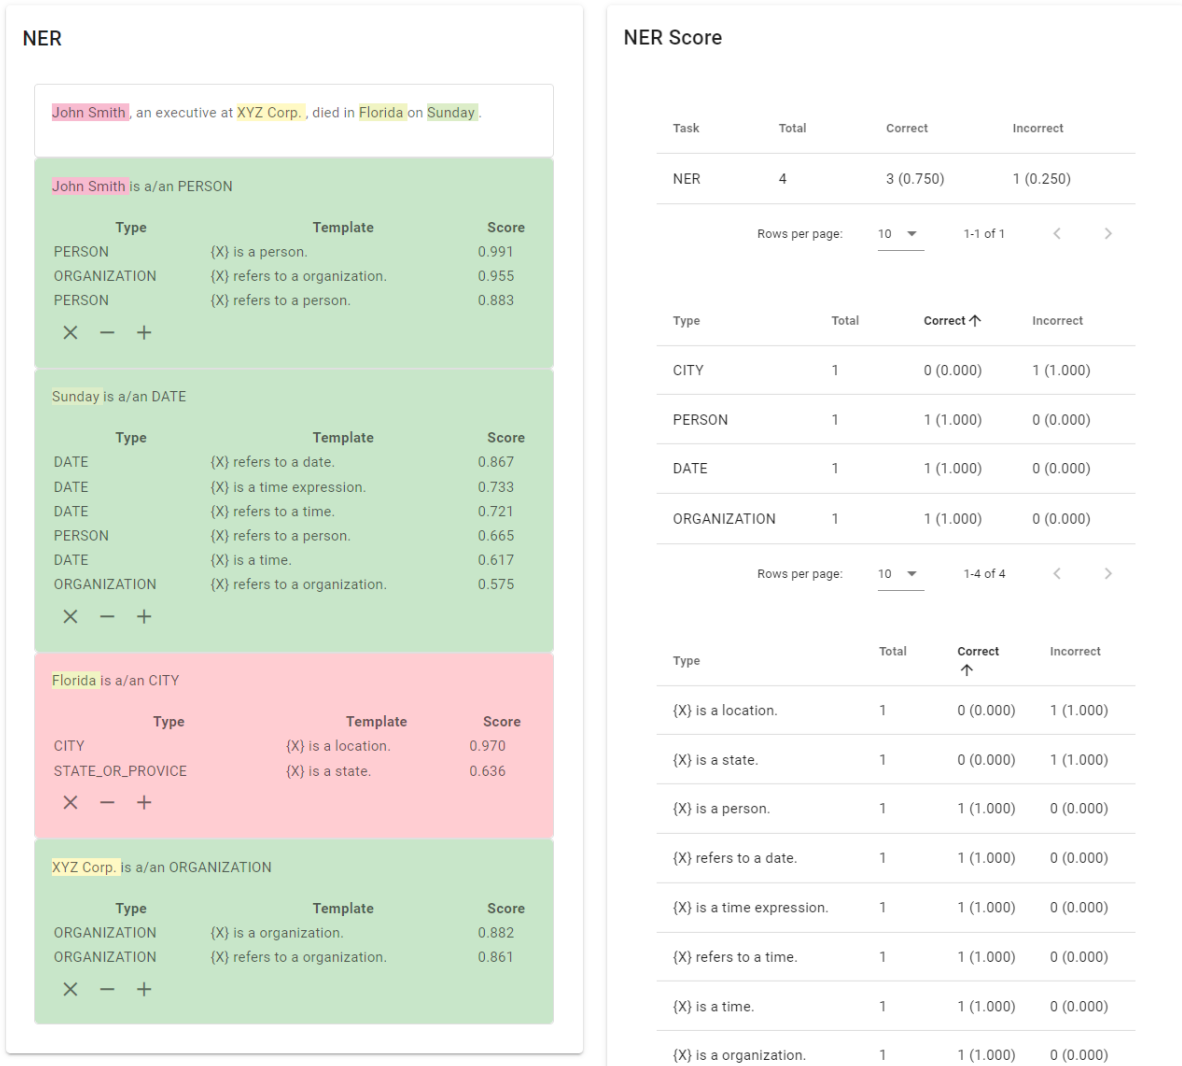 NER
John Smith , an executive at XYZ Corp. , died in Florida on Sunday .
John Smith is a/an PERSON
Type Template Score
PERSON {X} is a person. 0.991
ORGANIZATION {X} refers to a organization. 0.955
PERSON {X} refers to a person. 0.883
Sunday is a/an DATE
Type Template Score
DATE {X} refers to a date. 0.867
DATE {X} is a time expression. 0.733
DATE {X} refers to a time. 0.721
PERSON {X} refers to a person. 0.665
DATE {X} is a time. 0.617
ORGANIZATION {X} refers to a organization. 0.575
Florida is a/an CITY
Type Template Score
CITY {X} is a location. 0.970
STATE_OR_PROVICE {X} is a state. 0.636
XYZ Corp. is a/an ORGANIZATION
Type Template Score
ORGANIZATION {X} is a organization. 0.882
ORGANIZATION {X} refers to a organization. 0.861
NER Score
Task Total Correct Incorrect
NER 4 3 (0.750) 1 (0.250)
Rows per page: 10 1-1 of 1
Type Total Correct Incorrect
CITY 1 0 (0.000) 1 (1.000)
PERSON 1 1 (1.000) 0 (0.000)
DATE 1 1 (1.000) 0 (0.000)
ORGANIZATION 1 1 (1.000) 0 (0.000)
Rows per page: 10 1-4 of 4
Type Total Correct Incorrect
{X} is a location. 1 0 (0.000) 1 (1.000)
{X} is a state. 1 0 (0.000) 1 (1.000)
{X} is a person. 1 1 (1.000) 0 (0.000)
{X} refers to a date. 1 1 (1.000) 0 (0.000)
{X} is a time expression. 1 1 (1.000) 0 (0.000)
{X} refers to a time. 1 1 (1.000) 0 (0.000)
{X} is a time. 1 1 (1.000) 0 (0.000)
{X} is a organization. 1 1 (1.000) 0 (0.000)